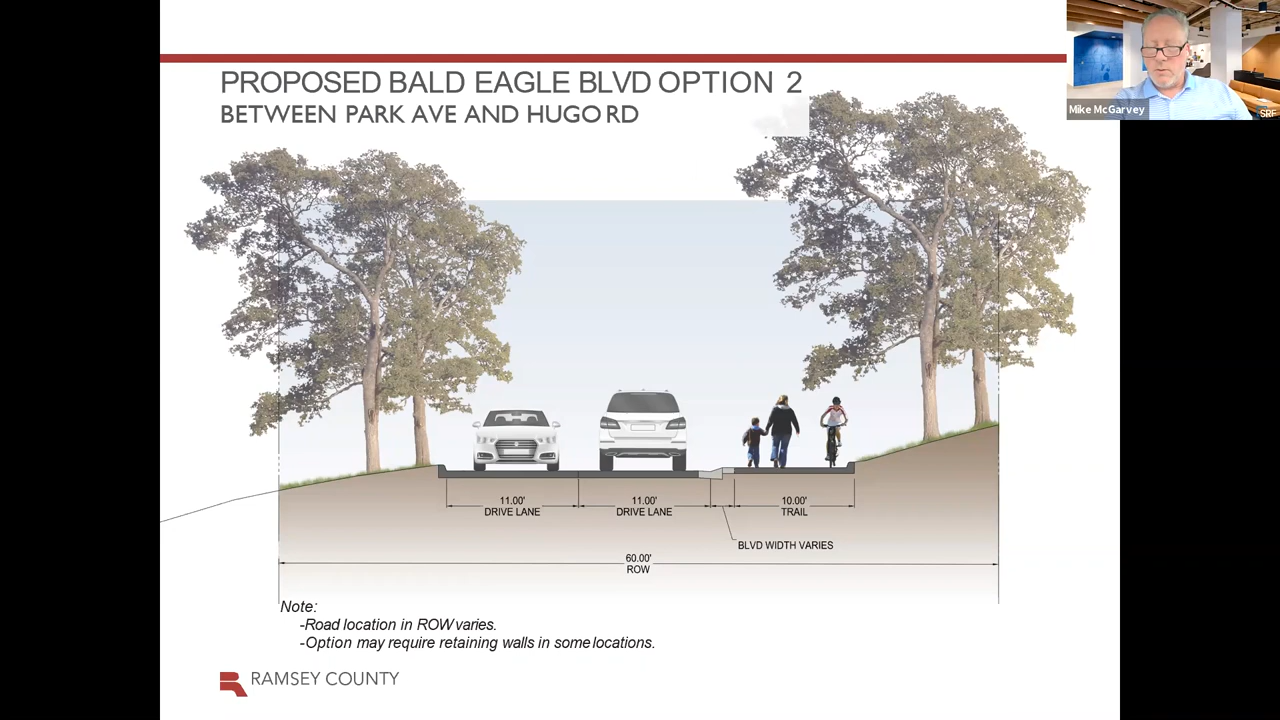 PROPOSED BALD EAGLE BLVD OPTION 2
BETWEEN PARK AVE AND HUGO RD
Mike McGarvey
SRF
11.00'
DRIVE LANE
11.00'
DRIVE LANE
10.00'
TRAIL
BLVD WIDTH VARIES
60.00'
ROW
Note:
-Road location in ROW varies.
-Option may require retaining walls in some locations.
RAMSEY COUNTY